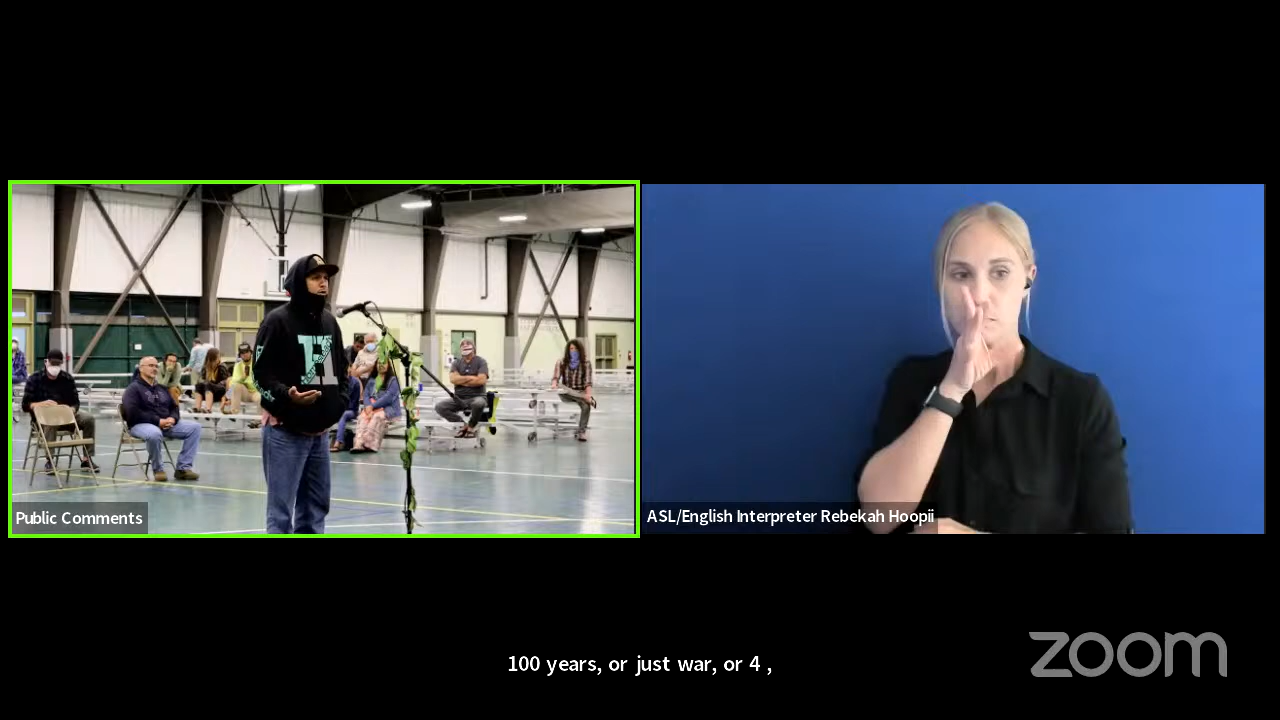 Public Comments
ASL/English Interpreter Rebekah Hoopii
100 years, or just war, or 4 ,
zoom